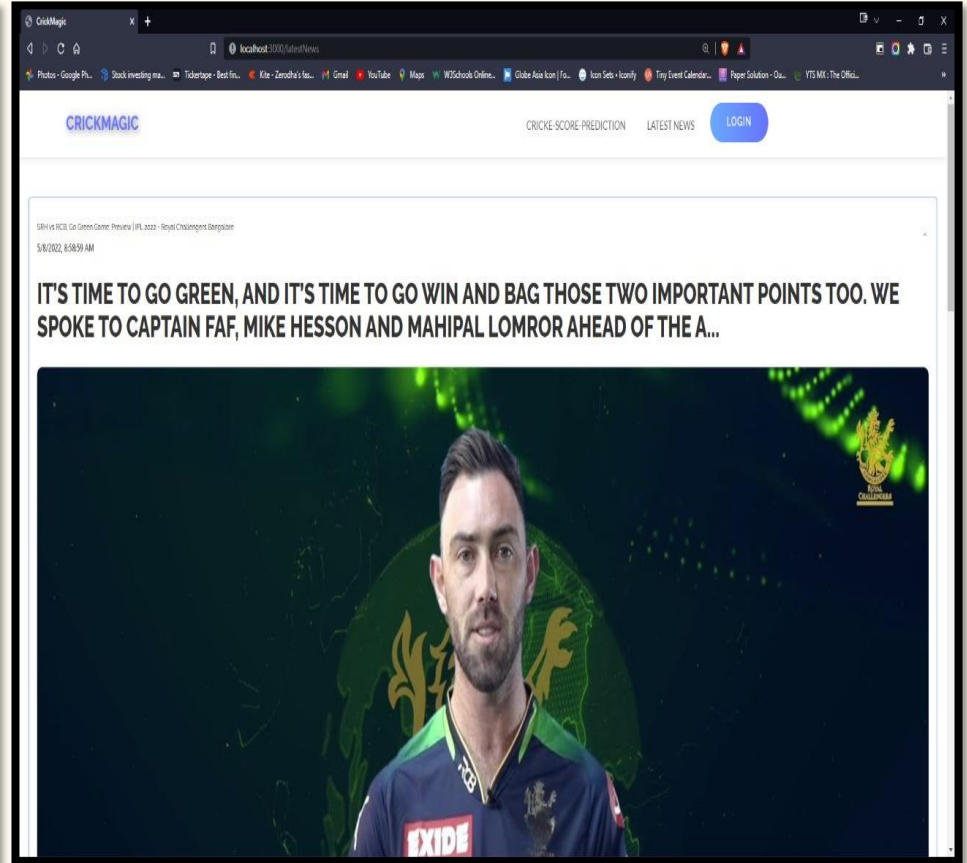 CrickMagic
localhost:3000/latestNews
Photos - Google Ph... Stock investing ma... Tickertape - Best fin... Kite - Zerodha's fas... Gmail YouTube Maps W3Schools Online... Globe Asia Icon | Fo... Icon Sets • Iconify Tiny Event Calendar... Paper Solution - Ou... YTS MX : The Offici...
CRICKMAGIC CRICKE-SCORE-PREDICTION LATEST NEWS LOGIN
SRH vs RCB, Go Green Game: Preview | IPL 2022 - Royal Challengers Bangalore
5/8/2022, 8:58:59 AM
IT'S TIME TO GO GREEN, AND IT'S TIME TO GO WIN AND BAG THOSE TWO IMPORTANT POINTS TOO. WE
SPOKE TO CAPTAIN FAF, MIKE HESSON AND MAHIPAL LOMROR AHEAD OF THE A...
ROYAL
CHALLENGERS
RCB
EXIDE